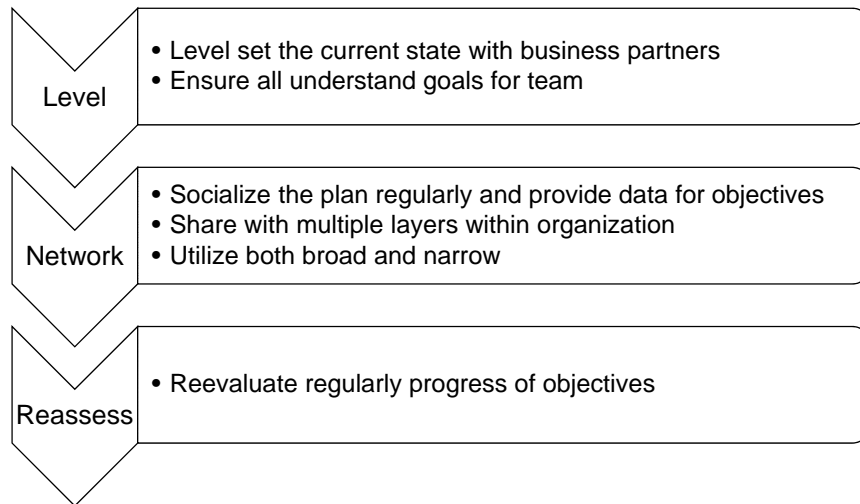 Level
• Level set the current state with business partners
• Ensure all understand goals for team
Network
• Socialize the plan regularly and provide data for objectives
• Share with multiple layers within organization
• Utilize both broad and narrow
Reassess
• Reevaluate regularly progress of objectives